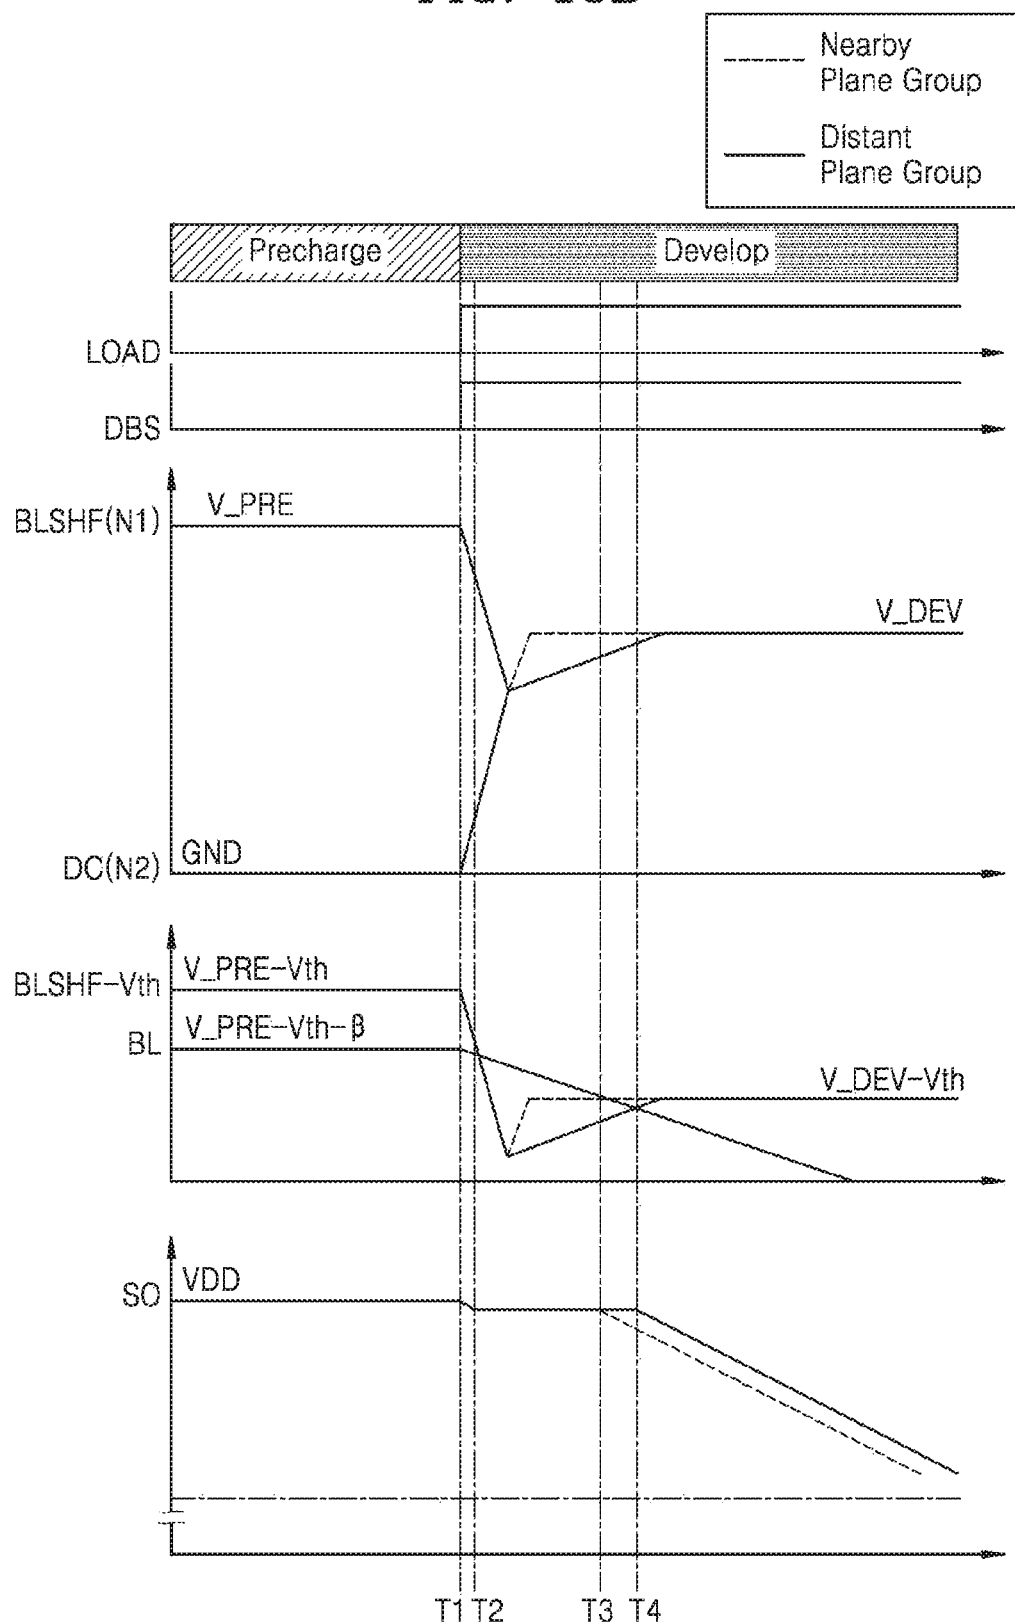 Nearby
Plane Group
Distant
Plane Group
Precharge
Develop
LOAD
DBS
BLSHF(N1)
V_PRE
V_DEV
GND
DC(N2)
V_PRE-Vth
BLSHF-Vth
V_PRE-Vth-β
BL
V_DEV-Vth
VDD
SO
T1 T2 T3 T4